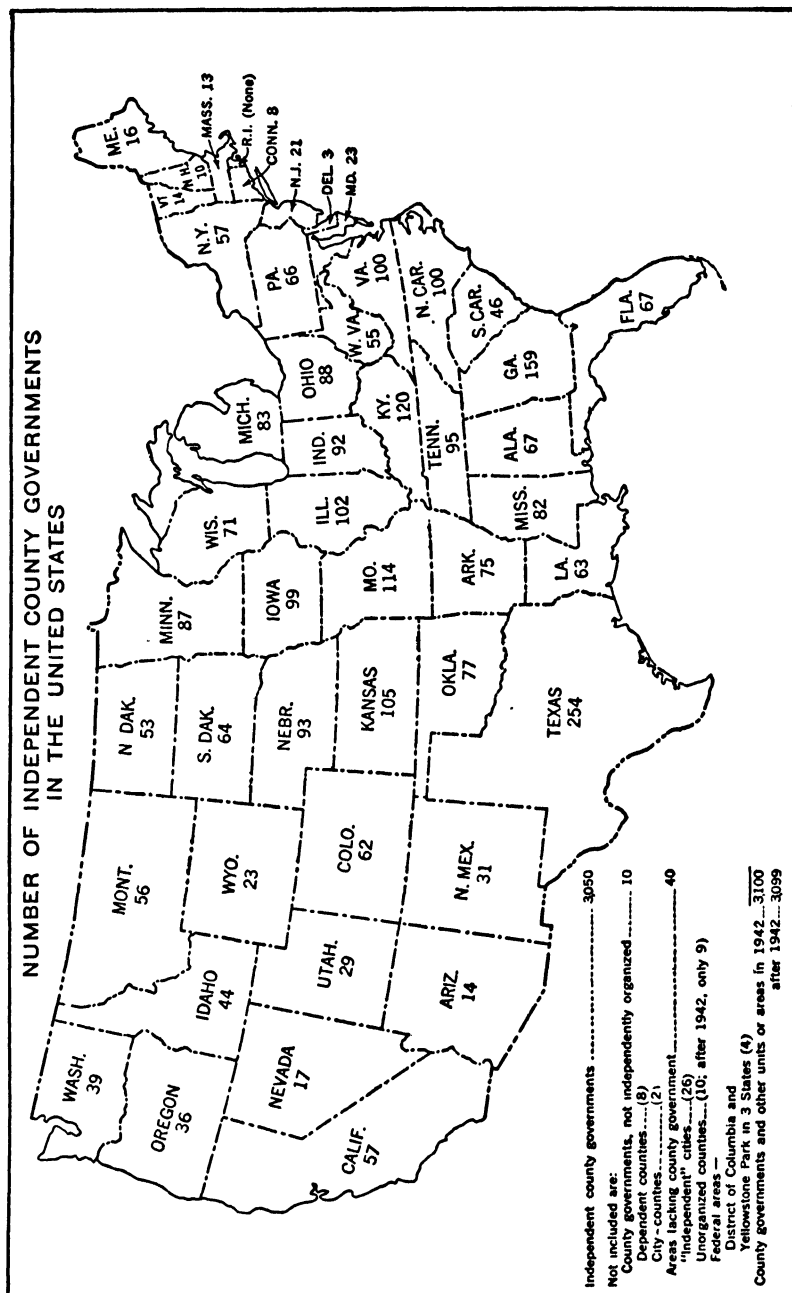 NUMBER OF INDEPENDENT COUNTY GOVERNMENTS
IN THE UNITED STATES
WASH.
39
OREGON
36
CALIF.
57
NEVADA
17
IDAHO
44
MONT.
56
WYO.
23
UTAH.
29
ARIZ.
14
COLO.
62
N. MEX.
31
N DAK.
53
S. DAK.
64
NEBR.
93
KANSAS
105
OKLA.
77
TEXAS
254
MINN.
87
IOWA
99
MO.
114
ARK.
75
LA.
63
WIS.
71
ILL.
102
MICH.
83
IND.
92
OHIO
88
KY.
120
TENN.
95
MISS.
82
ALA.
67
GA.
159
FLA.
67
S. CAR.
46
N. CAR.
100
VA.
100
W. VA.
55
PA.
66
N.Y.
57
VT
14
N H.
10
ME.
16
MASS. 13
R.I. (None)
CONN. 8
N.J. 21
DEL. 3
MD. 23
Independent county governments ------------- 3,050
Not included are:
County governments, not independently organized -------- 10
Dependent counties----(8)
City-counties----------(2)
Areas lacking county government------------------- 40
"Independent" cities----(26)
Unorganized counties----(10; after 1942, only 9)
Federal areas —
District of Columbia and
Yellowstone Park in 3 States (4)
County governments and other units or areas in 1942---3,100
after 1942---3,099